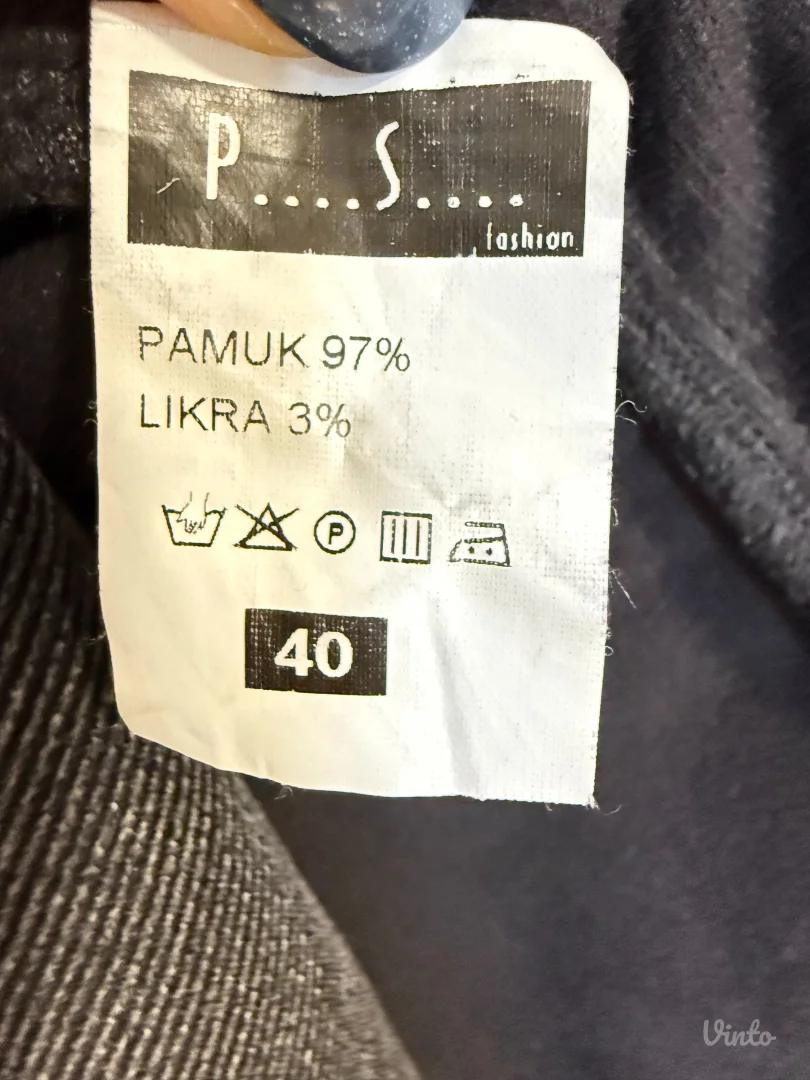 P....S....
fashion
PAMUK 97%
LIKRA 3%
P
40
Vinto